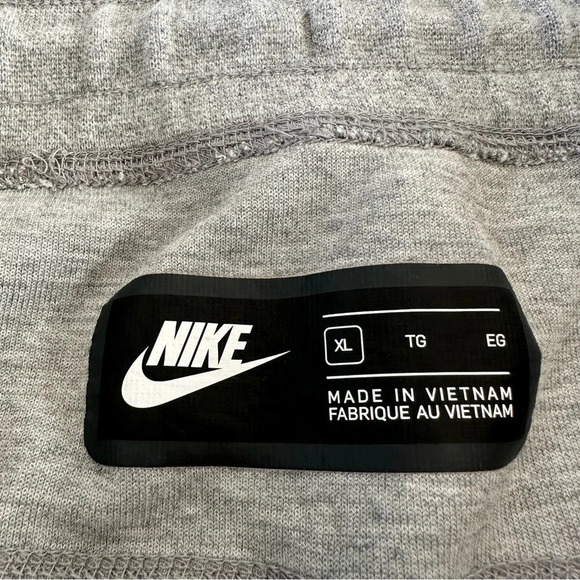 NIKE
XL TG EG
MADE IN VIETNAM
FABRIQUE AU VIETNAM